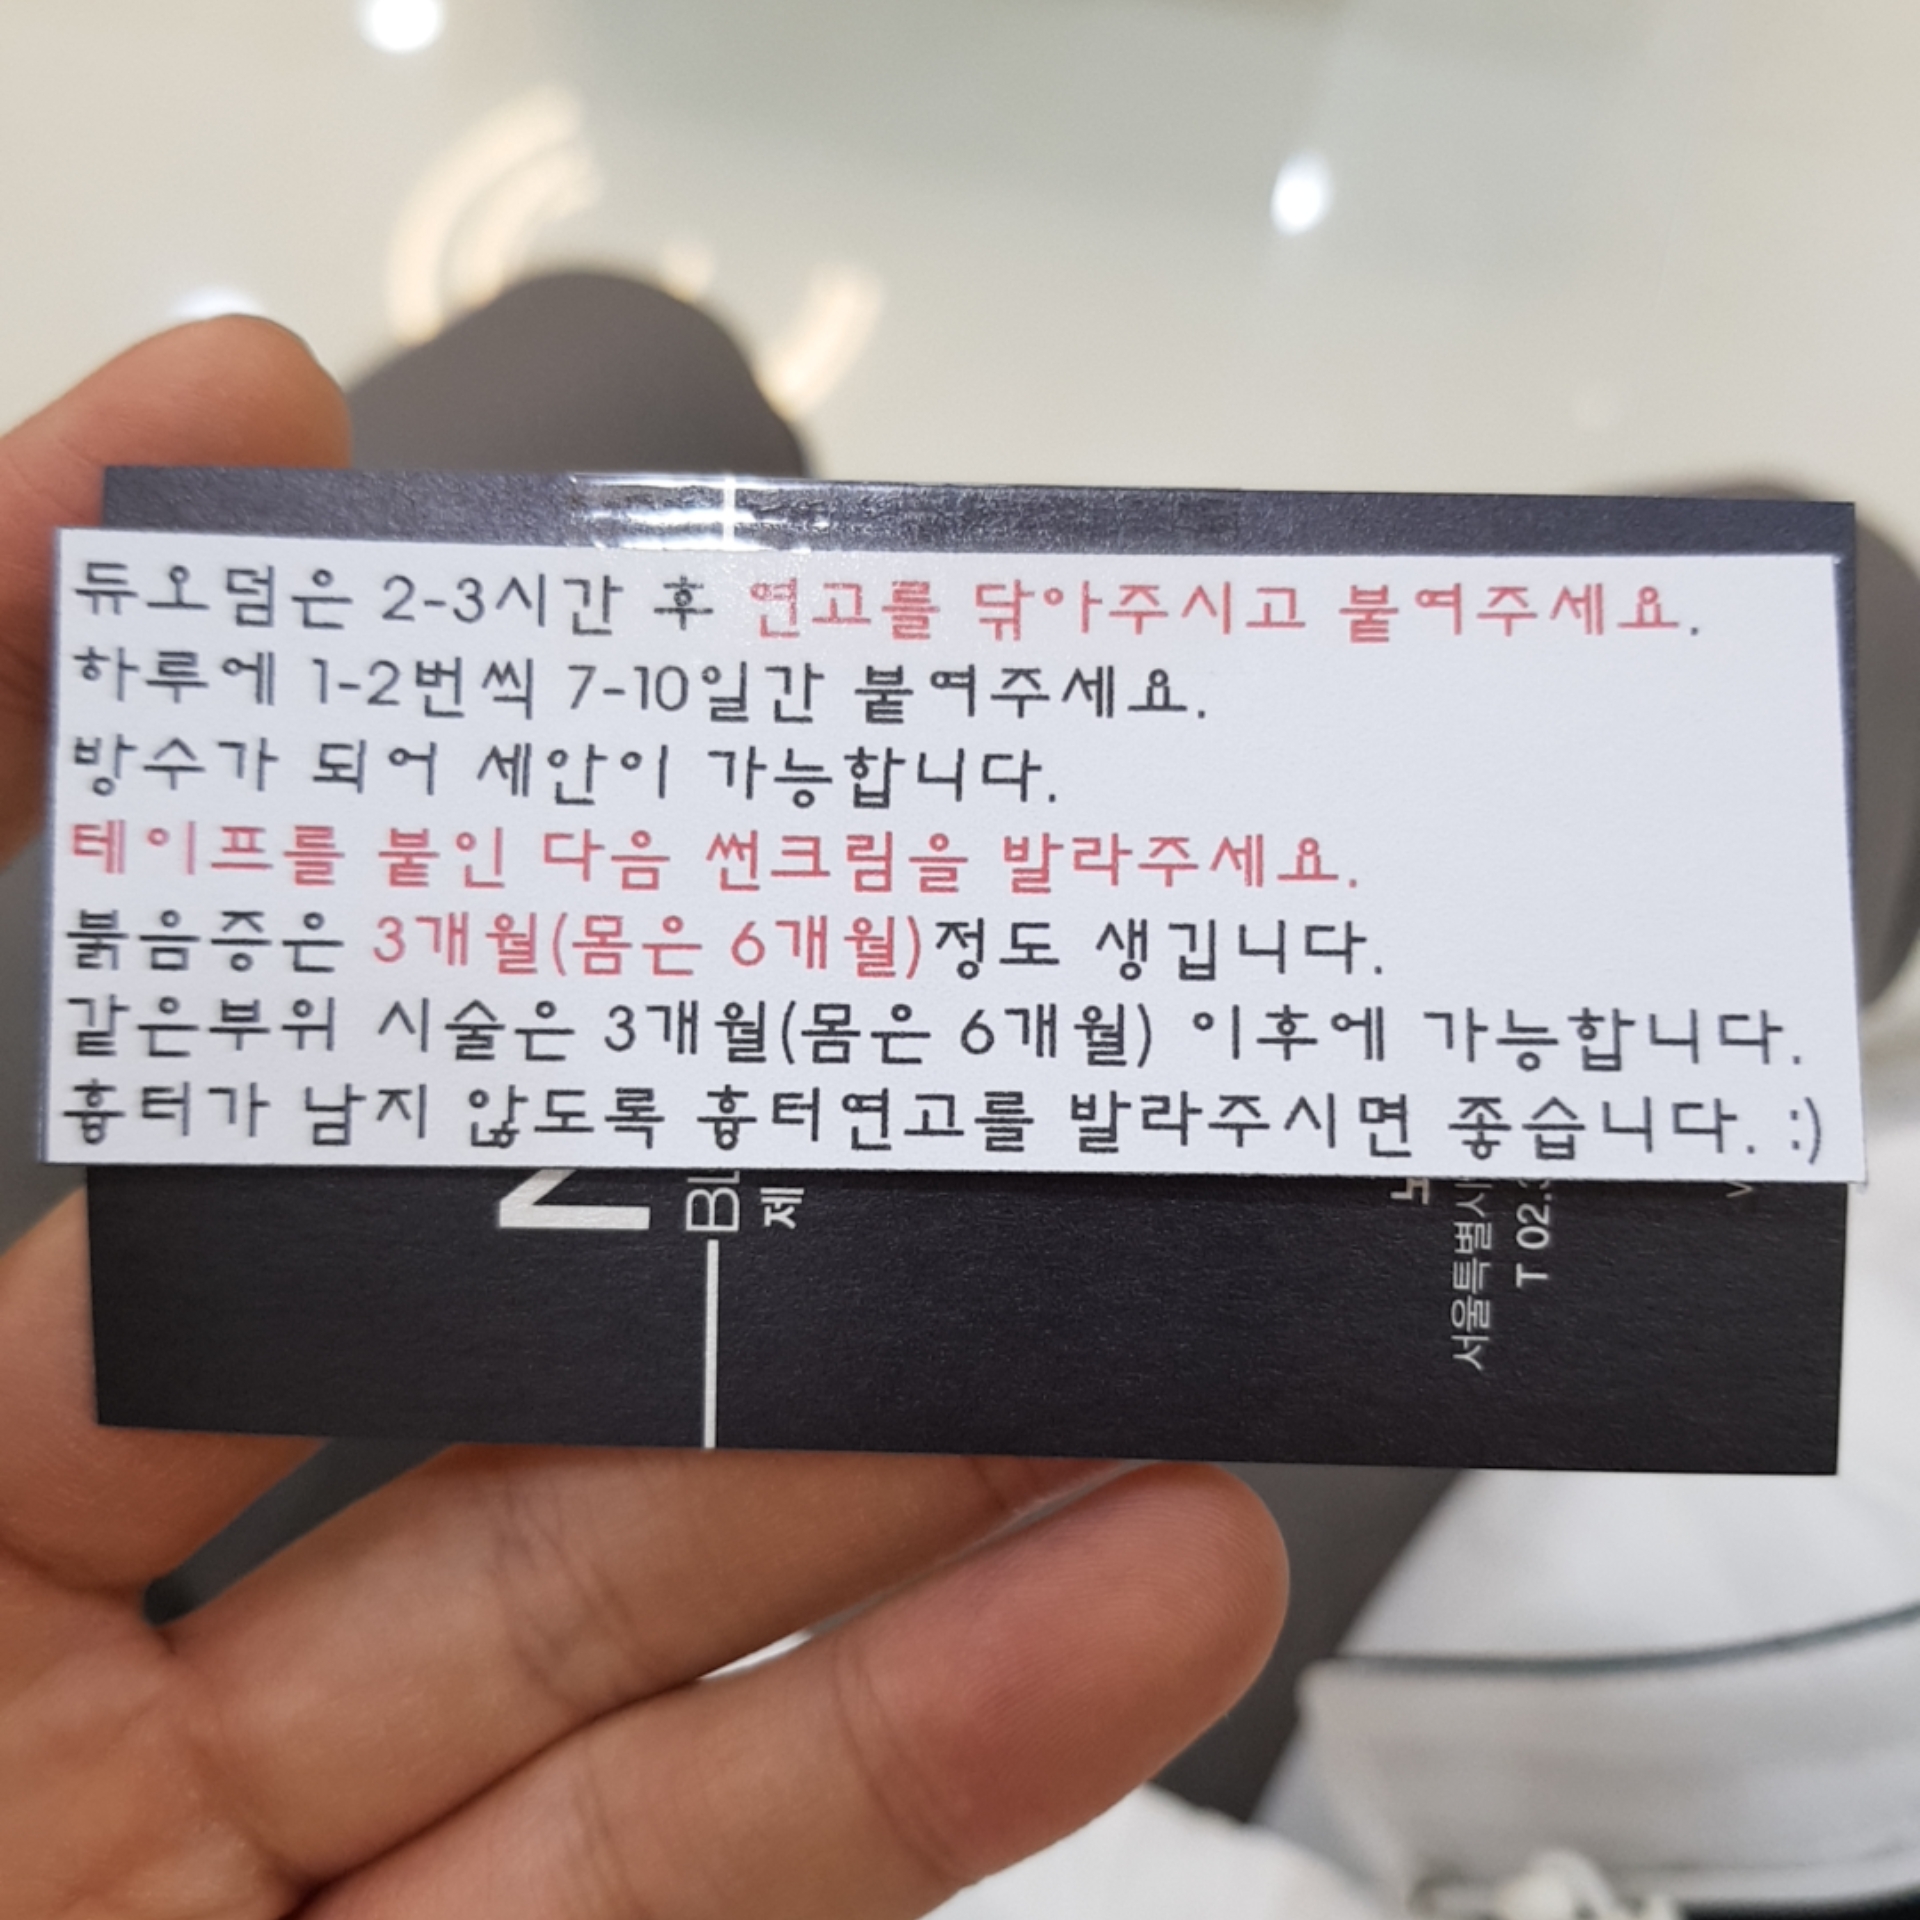 듀오덤은 2-3시간 후 연고를 닦아주시고 붙여주세요.
하루에 1-2번씩 7-10일간 붙여주세요.
방수가 되어 세안이 가능합니다.
테이프를 붙인 다음 썬크림을 발라주세요.
붉음증은 3개월(몸은 6개월)정도 생깁니다.
같은부위 시술은 3개월(몸은 6개월) 이후에 가능합니다.
흉터가 남지 않도록 흉터연고를 발라주시면 좋습니다. :)
제
서울특별시
T 02.